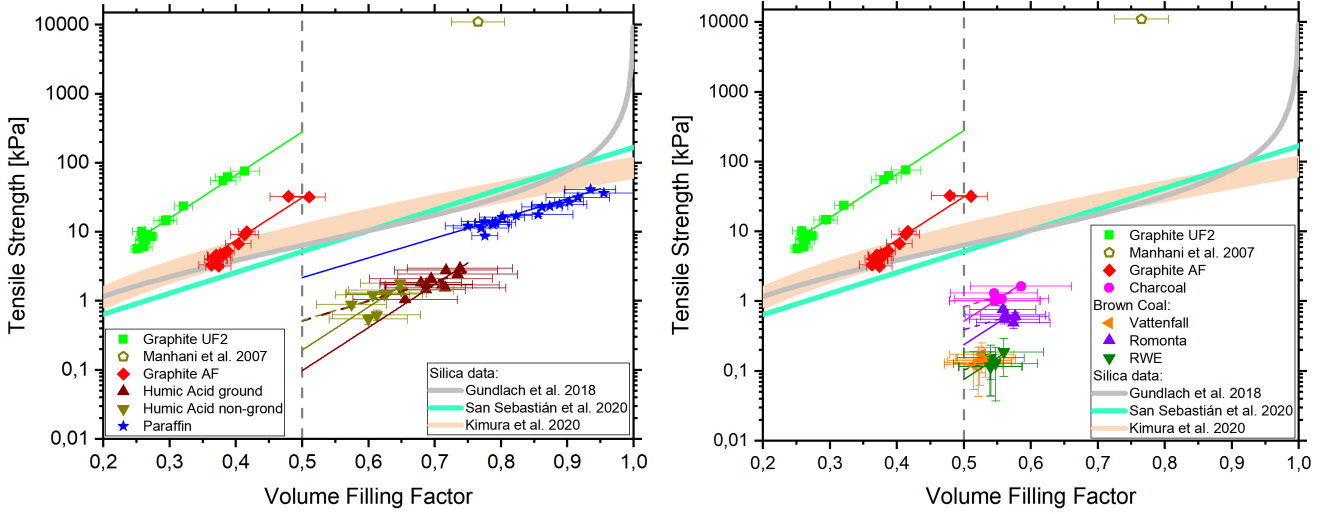 10000
1000
100
10
1
0,1
0,01
Tensile Strength [kPa]
Graphite UF2
Manhani et al. 2007
Graphite AF
Humic Acid ground
Humic Acid non-grond
Paraffin
Silica data:
Gundlach et al. 2018
San Sebastián et al. 2020
Kimura et al. 2020
0,2 0,3 0,4 0,5 0,6 0,7 0,8 0,9 1,0
Volume Filling Factor
10000
1000
100
10
1
0,1
0,01
Tensile Strength [kPa]
Graphite UF2
Manhani et al. 2007
Graphite AF
Charcoal
Brown Coal:
Vattenfall
Romonta
RWE
Silica data:
Gundlach et al. 2018
San Sebastián et al. 2020
Kimura et al. 2020
0,2 0,3 0,4 0,5 0,6 0,7 0,8 0,9 1,0
Volume Filling Factor